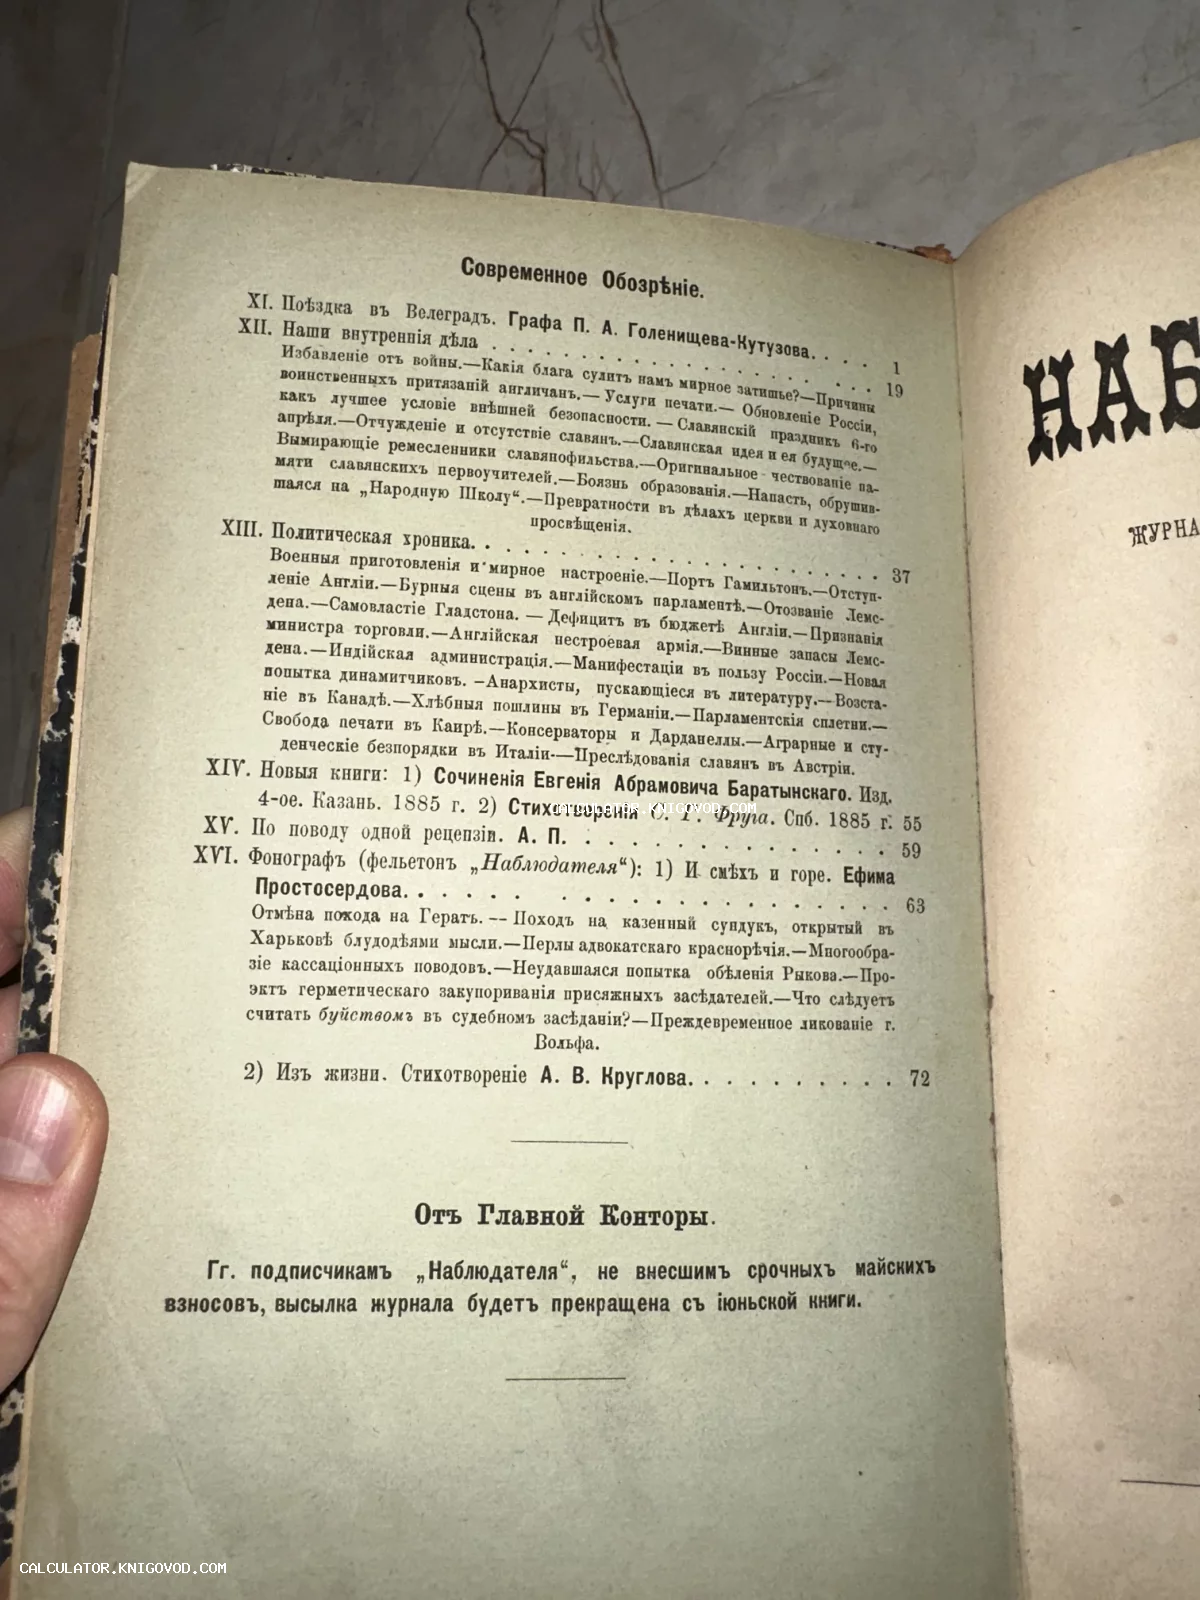 Современное Обозрѣніе.
XI. Поѣздка въ Велеградъ. Графа П. А. Голенищева-Кутузова. . . . 1
XII. Наши внутреннія дѣла . . . . . . . . . . . . . . . . . 19
Избавленіе отъ войны.—Какія блага сулитъ намъ мирное затишье?—Причины
воинственныхъ притязаній англичанъ.— Услуги печати.— Обновленіе Россіи,
какъ лучшее условіе внѣшней безопасности. — Славянскій праздникъ 6-го
апрѣля.—Отчужденіе и отсутствіе славянъ.—Славянская идея и ея будущее.—
Вымирающіе ремесленники славянофильства.—Оригинальное чествованіе па-
мяти славянскихъ первоучителей.—Боязнь образованія.—Напасть, обрушив-
шаяся на „Народную Школу“.—Превратности въ дѣлахъ церкви и духовнаго
просвѣщенія.
XIII. Политическая хроника. . . . . . . . . . . . . . . . . 37
Военныя приготовленія и мирное настроеніе.—Портъ Гамильтонъ.—Отступ-
леніе Англіи.—Бурныя сцены въ англійскомъ парламентѣ.—Отозваніе Лемс-
дена.—Самовластіе Гладстона. — Дефицитъ въ бюджетѣ Англіи.—Признанія
министра торговли.—Англійская пестроевая армія.—Винные запасы Лемс-
дена.—Индійская администрація.—Манифестаціи въ пользу Россіи.—Новая
попытка динамитчиковъ. —Анархисты, пускающіеся въ литературу.—Возста-
ніе въ Канадѣ.—Хлѣбныя пошлины въ Германіи.—Парламентскія сплетни.—
Свобода печати въ Каирѣ.—Консерваторы и Дарданеллы.—Аграрные и сту-
денческіе безпорядки въ Италіи.—Преслѣдованія славянъ въ Австріи.
XIV. Новыя книги: 1) Сочиненія Евгенія Абрамовича Баратынскаго. Изд.
4-ое. Казань. 1885 г. 2) Стихотворенія С. Г. Фруга. Спб. 1885 г. 55
XV. По поводу одной рецензіи. А. П. . . . . . . . . . . . . . 59
XVI. Фонографъ (фельетонъ „Наблюдателя“): 1) И смѣхъ и горе. Ефима
Простосердова. . . . . . . . . . . . . . . . . 63
Отмѣна похода на Гератъ. — Походъ на казенный сундукъ, открытый въ
Харьковѣ блудодѣями мысли.—Перлы адвокатскаго краснорѣчія.—Многообра-
зіе кассаціонныхъ поводовъ.—Неудавшаяся попытка обѣленія Рыкова.—Про-
эктъ герметическаго закупориванія присяжныхъ засѣдателей.—Что слѣдуетъ
считать буйствомъ въ судебномъ засѣданіи?—Преждевременное ликованіе г.
Вольфа.
2) Изъ жизни. Стихотвореніе А. В. Круглова. . . . . . . . . . 72
Отъ Главной Конторы.
Гг. подписчикамъ „Наблюдателя“, не внесшимъ срочныхъ майскихъ
взносовъ, высылка журнала будетъ прекращена съ іюньской книги.
НАБ
ЖУРНА
CALCULATOR.KNIGOVOD.COM
CALCULATOR.KNIGOVOD.COM